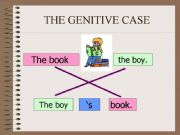 THE GENITIVE CASE
The book the boy.
The boy 's book.